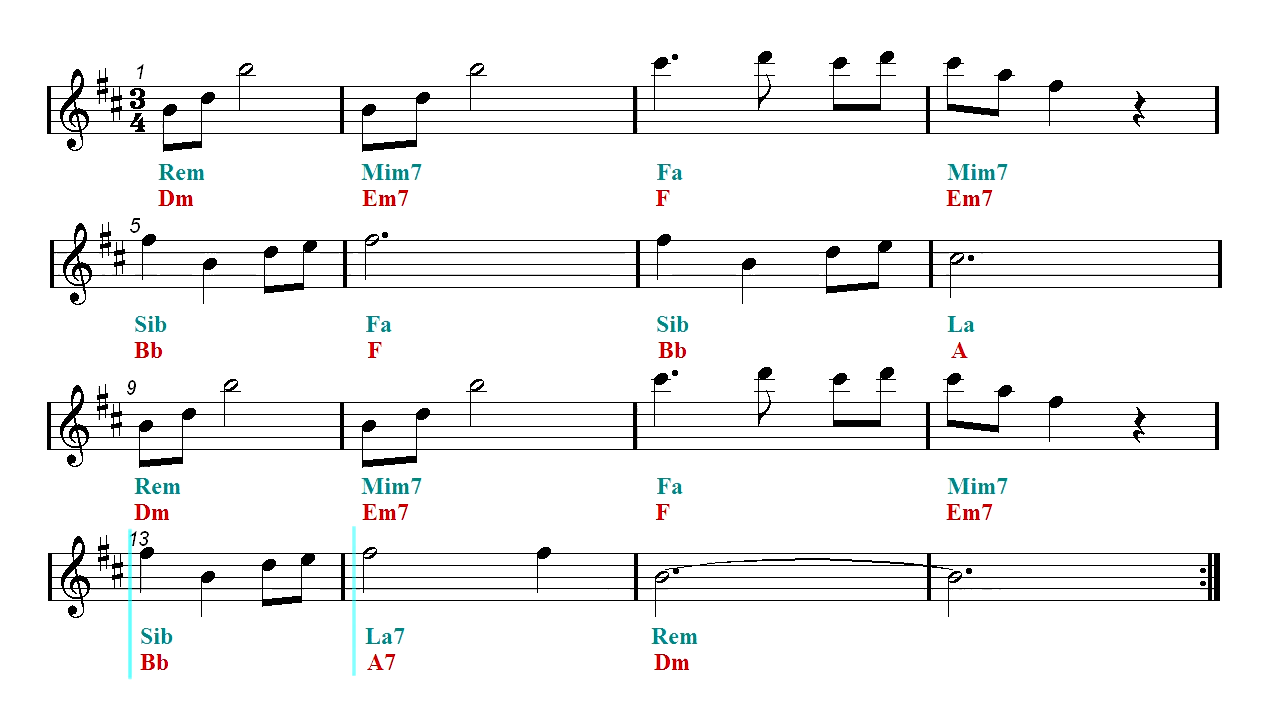 1
3
4
Rem Mim7 Fa Mim7
Dm Em7 F Em7
5
Sib Fa Sib La
Bb F Bb A
9
Rem Mim7 Fa Mim7
Dm Em7 F Em7
13
Sib La7 Rem
Bb A7 Dm